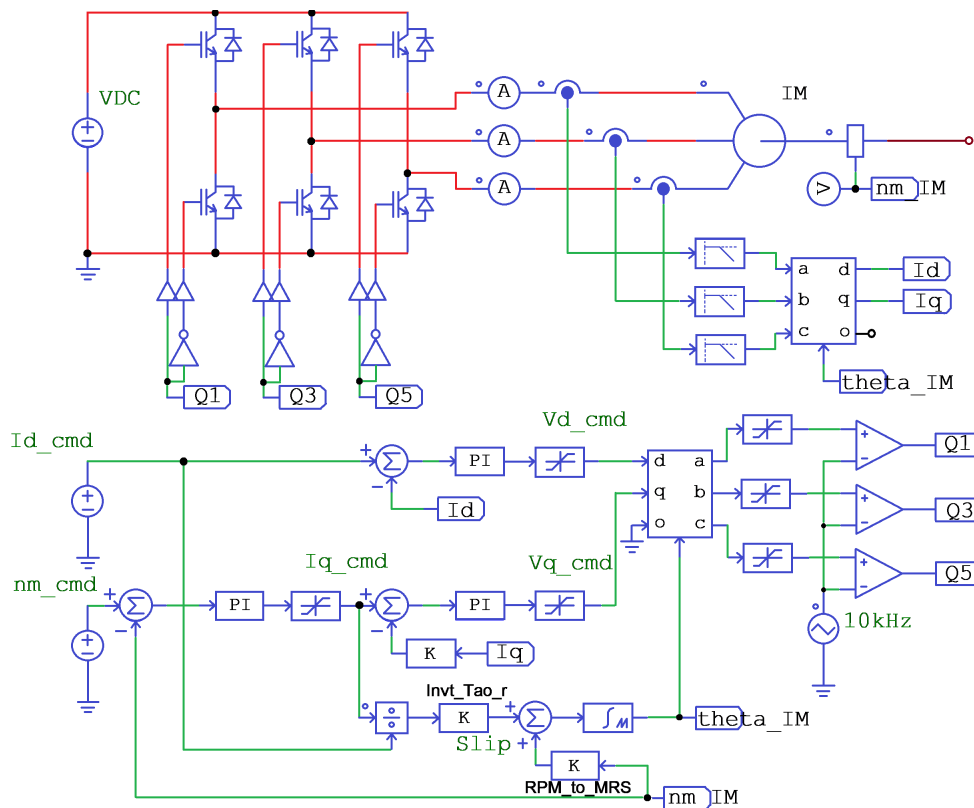 IM
VDC
A
A
A
V
nm_IM
a
b
c
d
q
o
Id
Iq
theta_IM
Q1
Q3
Q5
Id_cmd
Vd_cmd
+
Σ
−
PI
Id
d
q
o
a
b
c
+
−
Q1
+
−
Q3
+
−
Q5
10kHz
nm_cmd
Iq_cmd
Vq_cmd
+
Σ
−
PI
+
Σ
−
PI
K
Iq
Invt_Tao_r
÷
K
+
Σ
+
∫M
theta_IM
Slip
K
RPM_to_MRS
nm_IM